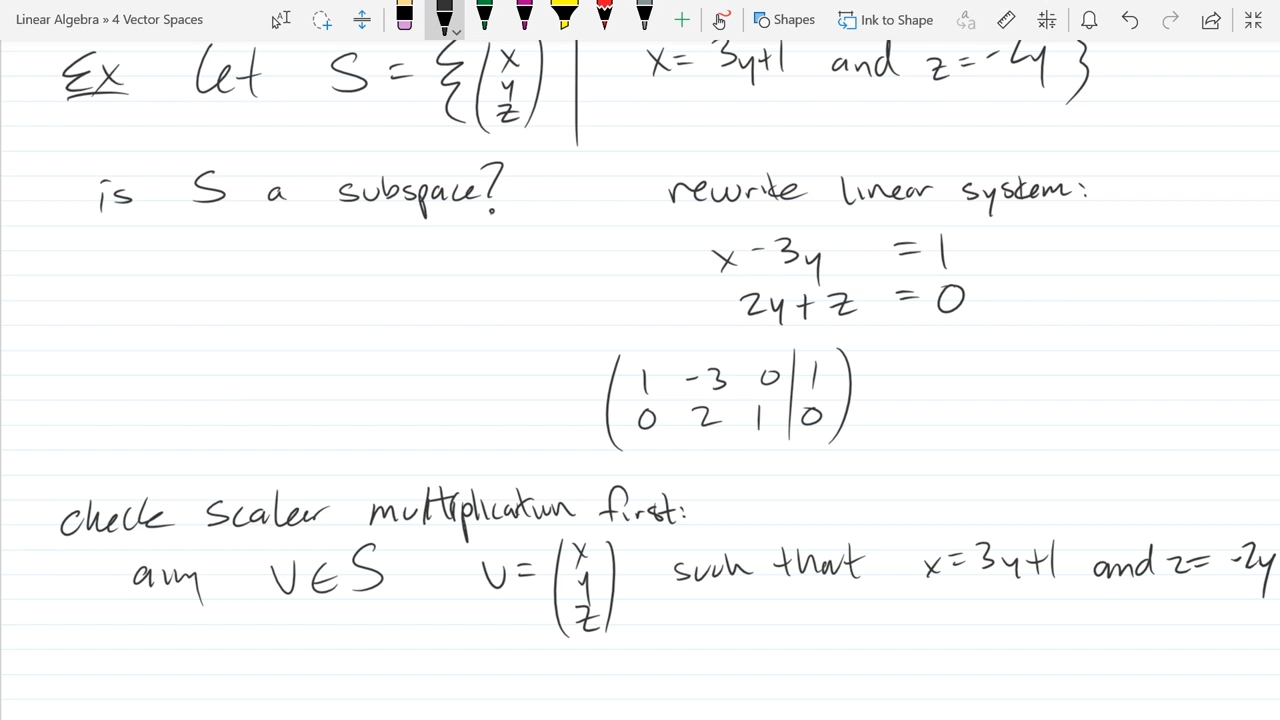 Linear Algebra » 4 Vector Spaces
Shapes
Ink to Shape
Ex Let S = { ( x y z ) | x = 3y+1 and z = -2y }
is S a subspace?
rewrite linear system:
x - 3y = 1
2y + z = 0
( 1 -3 0 | 1
0 2 1 | 0 )
check scaler multiplication first:
any v ∈ S v = ( x y z ) such that x = 3y+1 and z = -2y